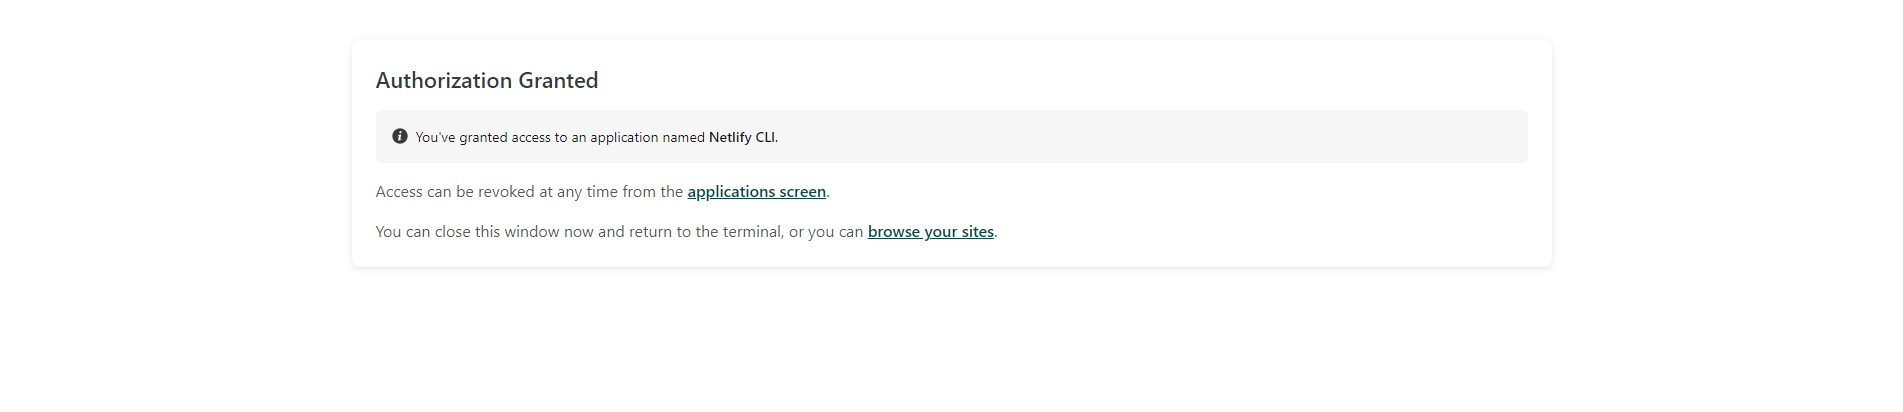 Authorization Granted
You've granted access to an application named Netlify CLI.
Access can be revoked at any time from the applications screen.
You can close this window now and return to the terminal, or you can browse your sites.